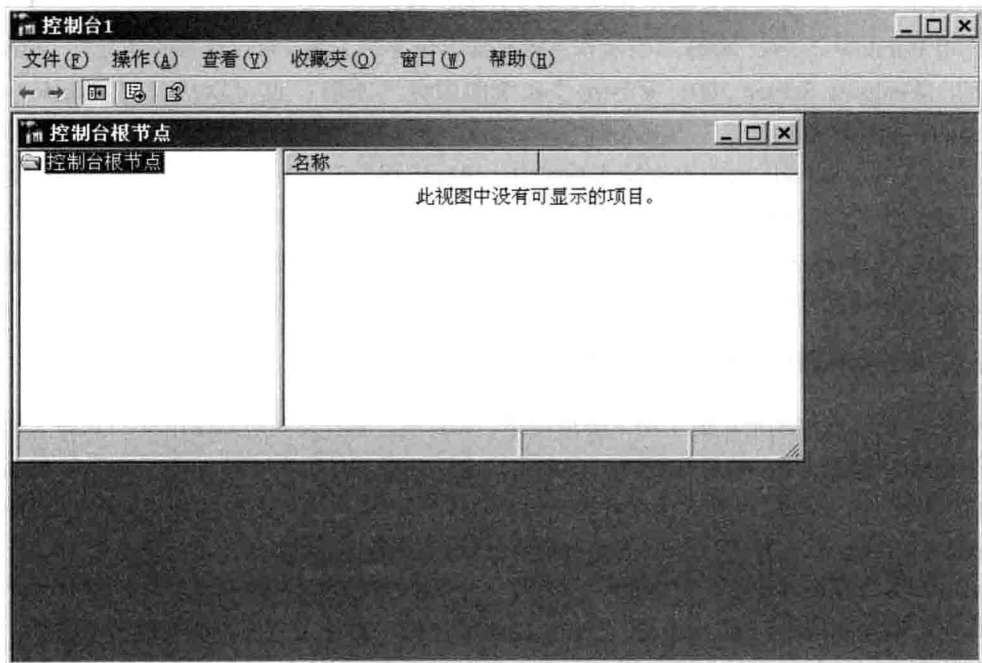 控制台1
文件(F) 操作(A) 查看(V) 收藏夹(O) 窗口(W) 帮助(H)
控制台根节点
控制台根节点
名称
此视图中没有可显示的项目。